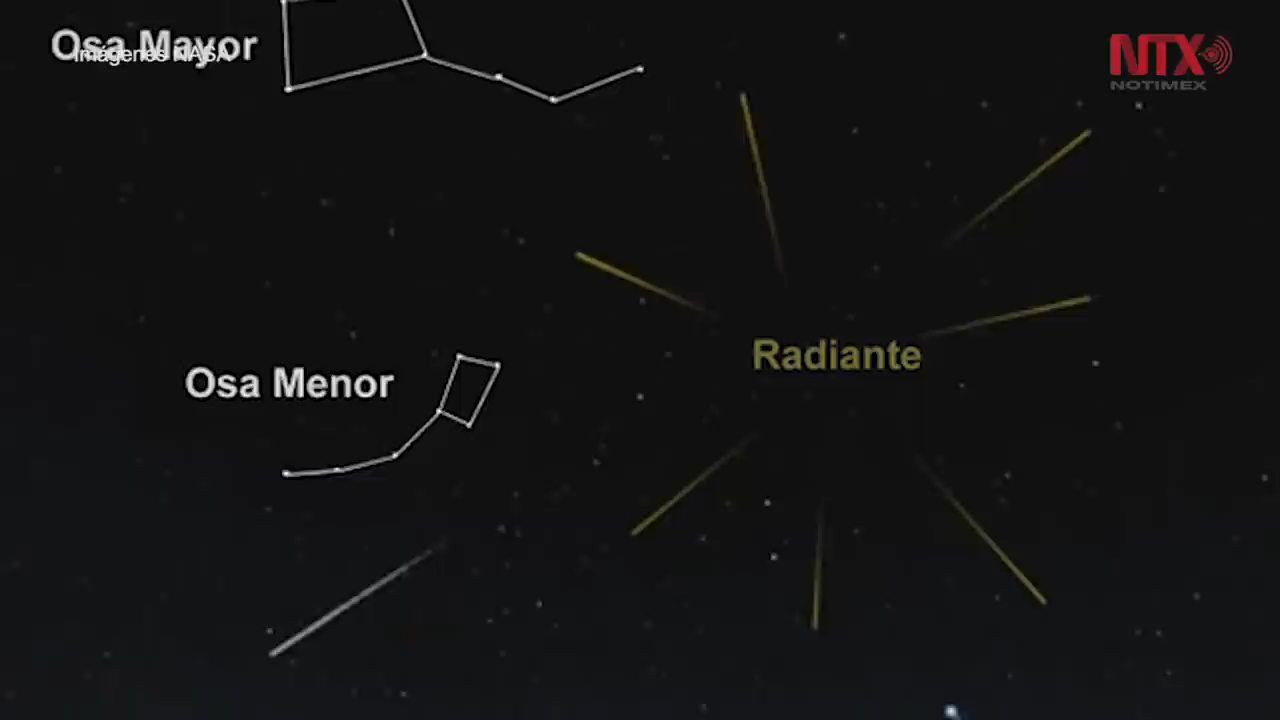 Osa Mayor
Imágenes NASA
NTX
NOTIMEX
Radiante
Osa Menor